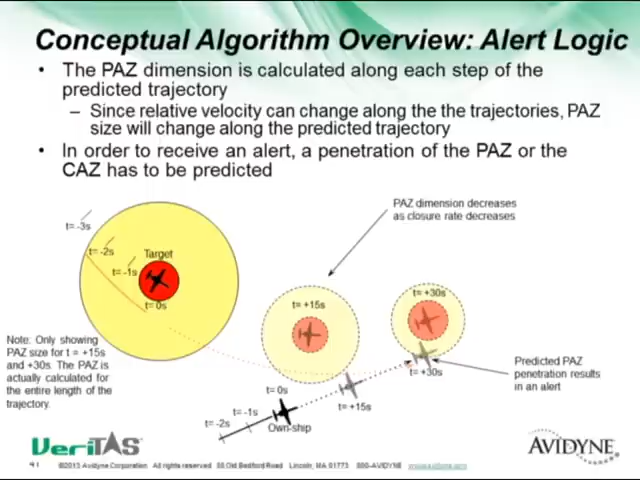 Conceptual Algorithm Overview: Alert Logic
• The PAZ dimension is calculated along each step of the
predicted trajectory
– Since relative velocity can change along the the trajectories, PAZ
size will change along the predicted trajectory
• In order to receive an alert, a penetration of the PAZ or the
CAZ has to be predicted
PAZ dimension decreases
as closure rate decreases
t= -3s
t= -2s
Target
t= -1s
t= 0s
t= +15s
t= +30s
Note: Only showing
PAZ size for t = +15s
and +30s. The PAZ is
actually calculated for
the entire length of the
trajectory.
Predicted PAZ
penetration results
in an alert
t= +30s
t= 0s
t= +15s
t= -1s
t= -2s
Own-ship
VeriTAS
AVIDYNE
41 ©2013 Avidyne Corporation All rights reserved 55 Old Bedford Road Lincoln, MA 01773 800-AVIDYNE www.avidyne.com